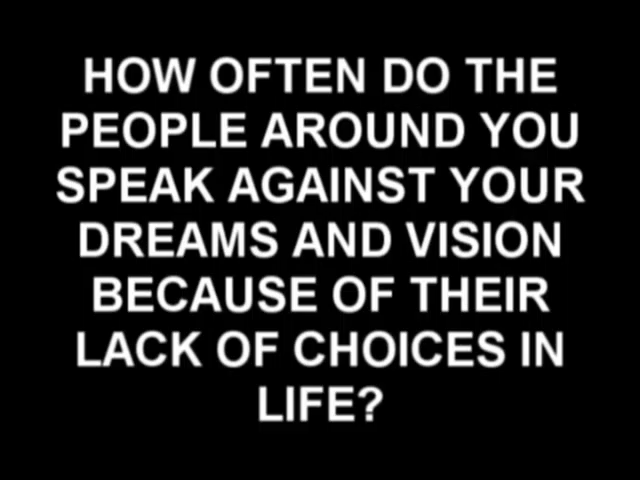 HOW OFTEN DO THE
PEOPLE AROUND YOU
SPEAK AGAINST YOUR
DREAMS AND VISION
BECAUSE OF THEIR
LACK OF CHOICES IN
LIFE?